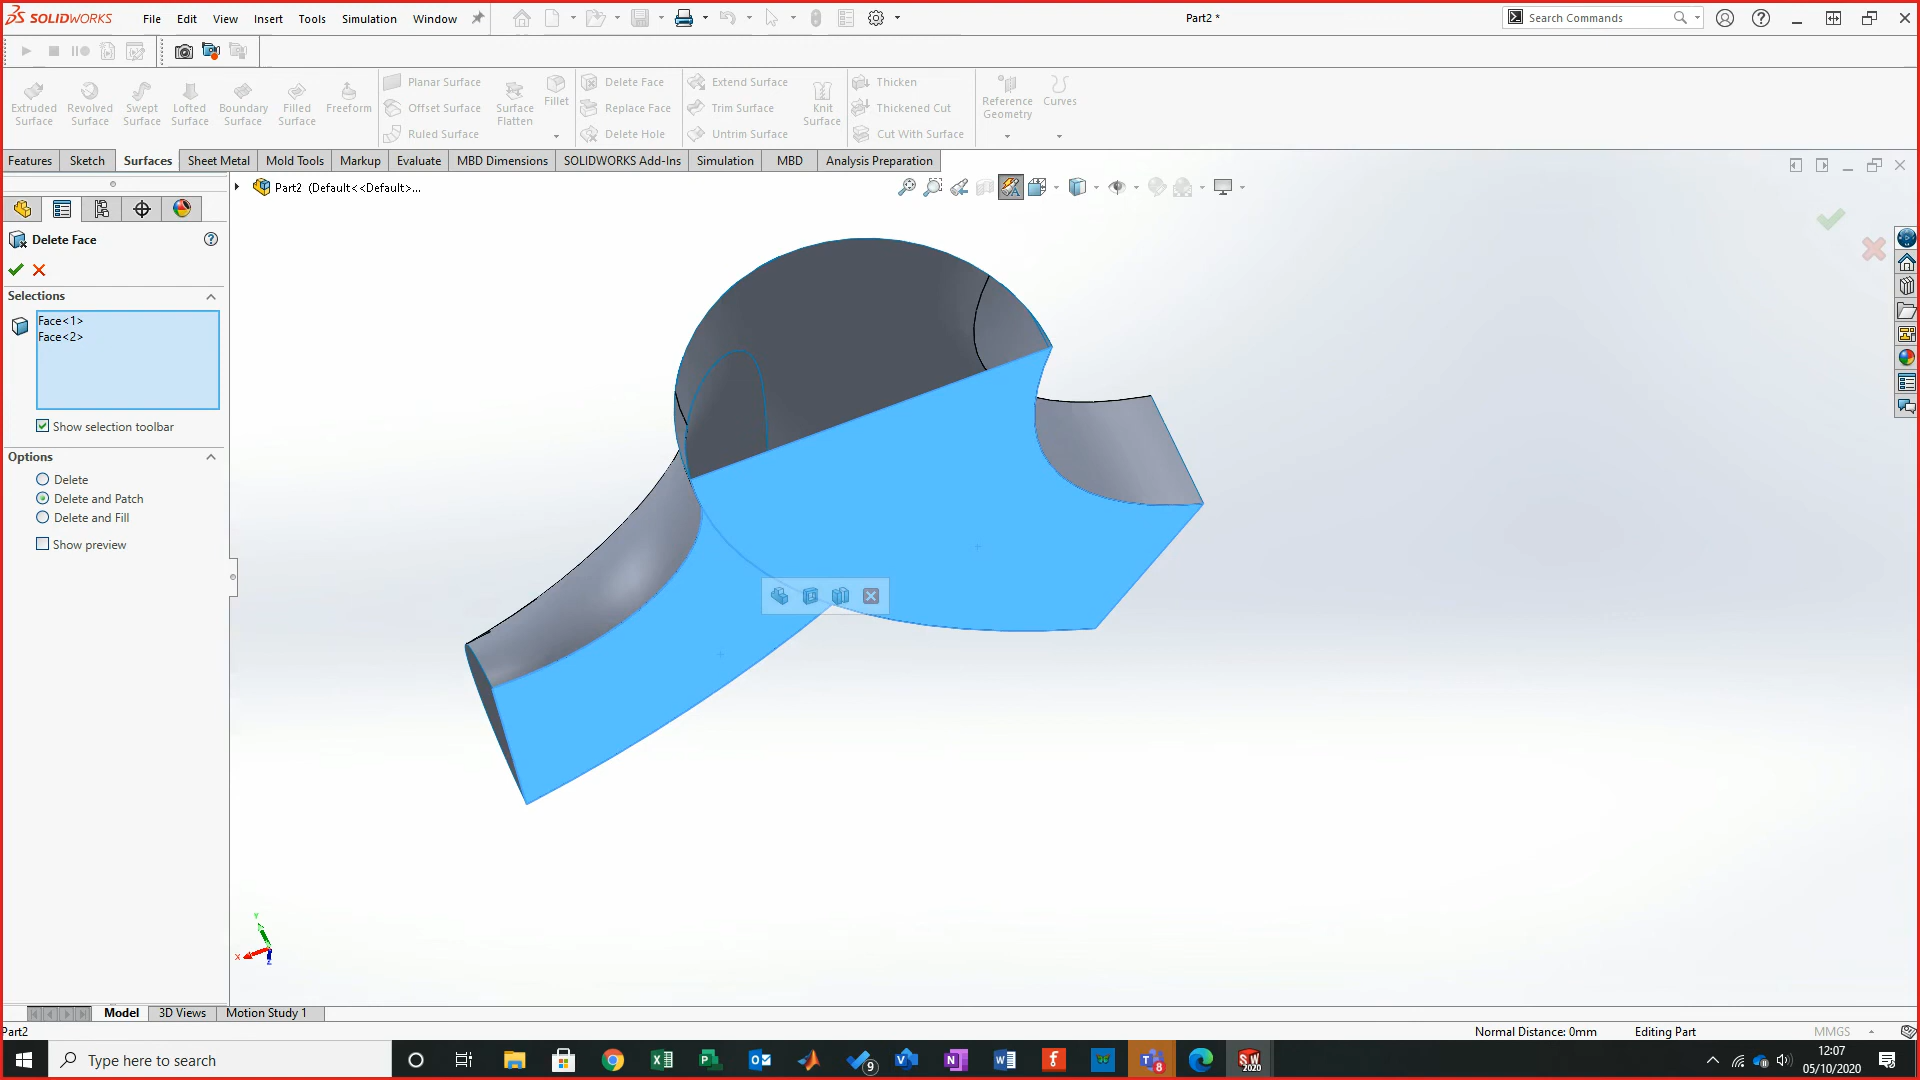 SOLIDWORKS File Edit View Insert Tools Simulation Window Part2 * Search Commands
Extruded Surface
Revolved Surface
Swept Surface
Lofted Surface
Boundary Surface
Filled Surface
Freeform
Planar Surface
Offset Surface
Ruled Surface
Surface Flatten
Fillet
Delete Face
Replace Face
Delete Hole
Extend Surface
Trim Surface
Untrim Surface
Knit Surface
Thicken
Thickened Cut
Cut With Surface
Reference Geometry
Curves
Features Sketch Surfaces Sheet Metal Mold Tools Markup Evaluate MBD Dimensions SOLIDWORKS Add-Ins Simulation MBD Analysis Preparation
Part2 (Default<<Default>...
Delete Face
Selections
Face<1>
Face<2>
Show selection toolbar
Options
Delete
Delete and Patch
Delete and Fill
Show preview
Y
X
Z
Model 3D Views Motion Study 1
Part2 Normal Distance: 0mm Editing Part MMGS
Type here to search
9
8
SW
2020
12:07
05/10/2020